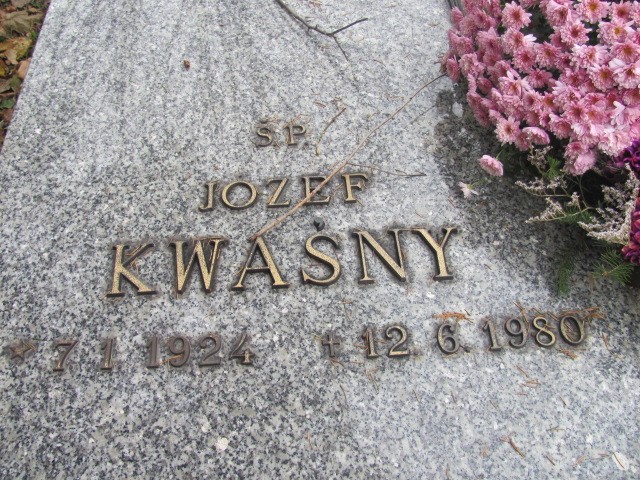 Ś.P.
JOZEF
KWAŚNY
* 7 1. 1924 † 12. 6. 1980